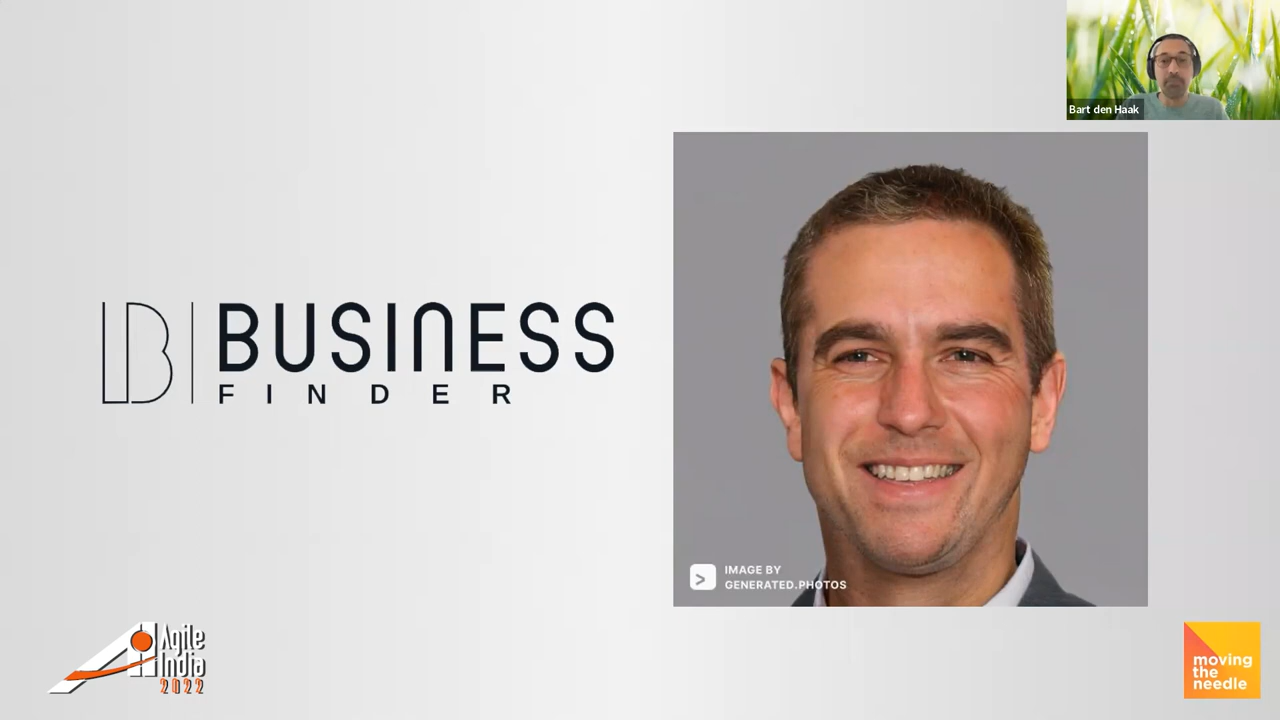 Bart den Haak
BUSINESS
FINDER
IMAGE BY
GENERATED.PHOTOS
Agile
India
2022
moving
the
needle